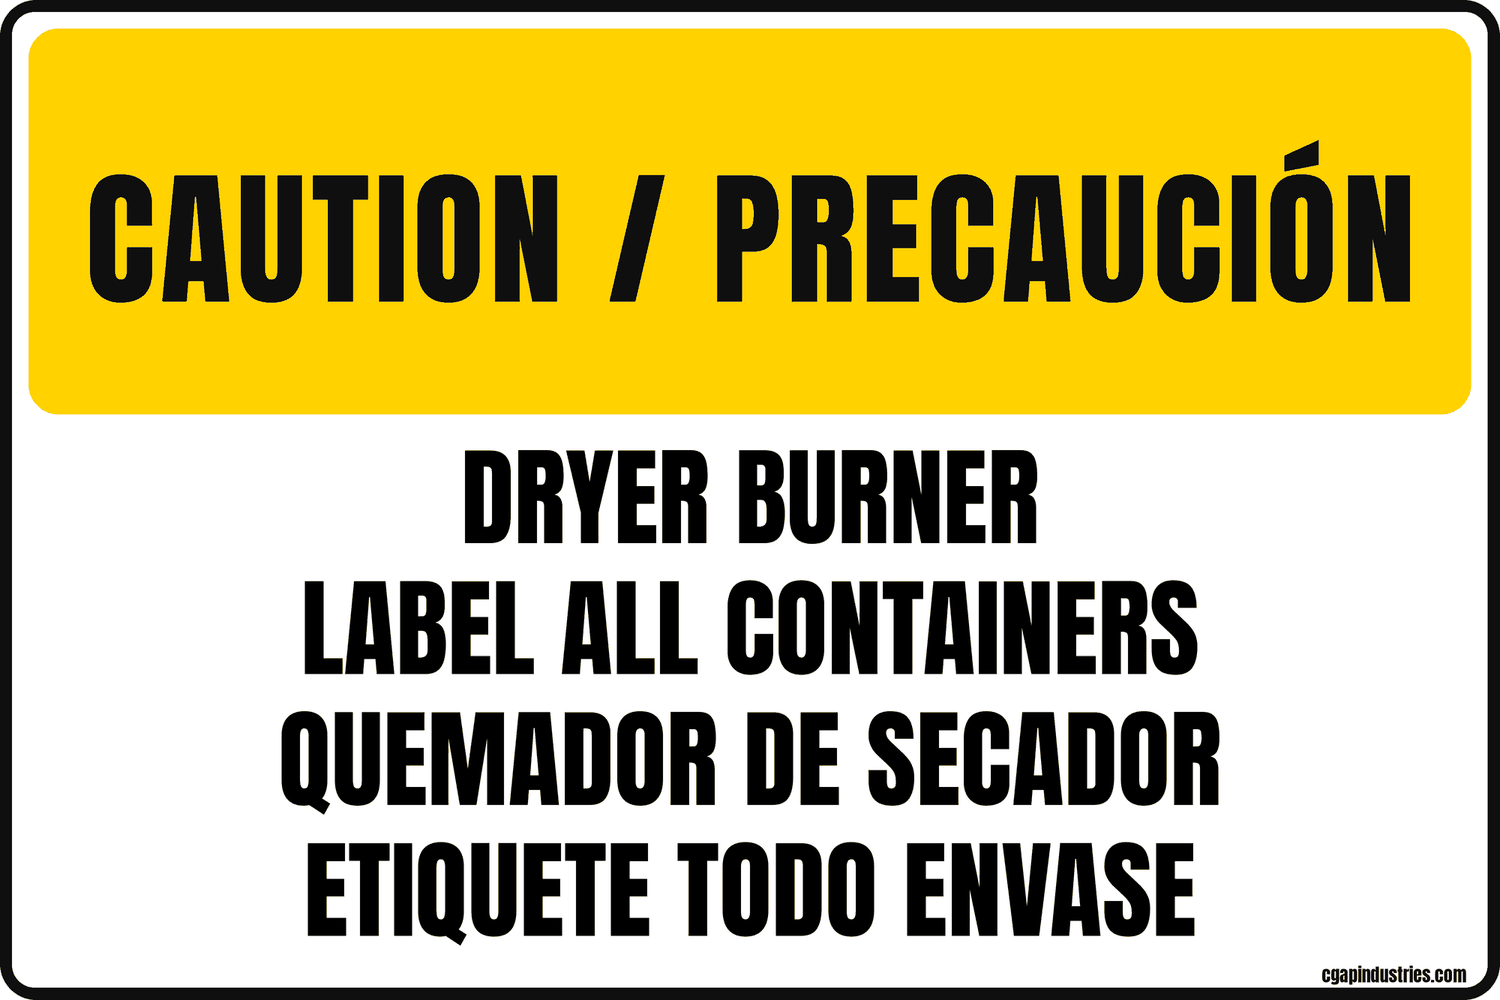 CAUTION / PRECAUCIÓN
DRYER BURNER
LABEL ALL CONTAINERS
QUEMADOR DE SECADOR
ETIQUETE TODO ENVASE
cgapindustries.com